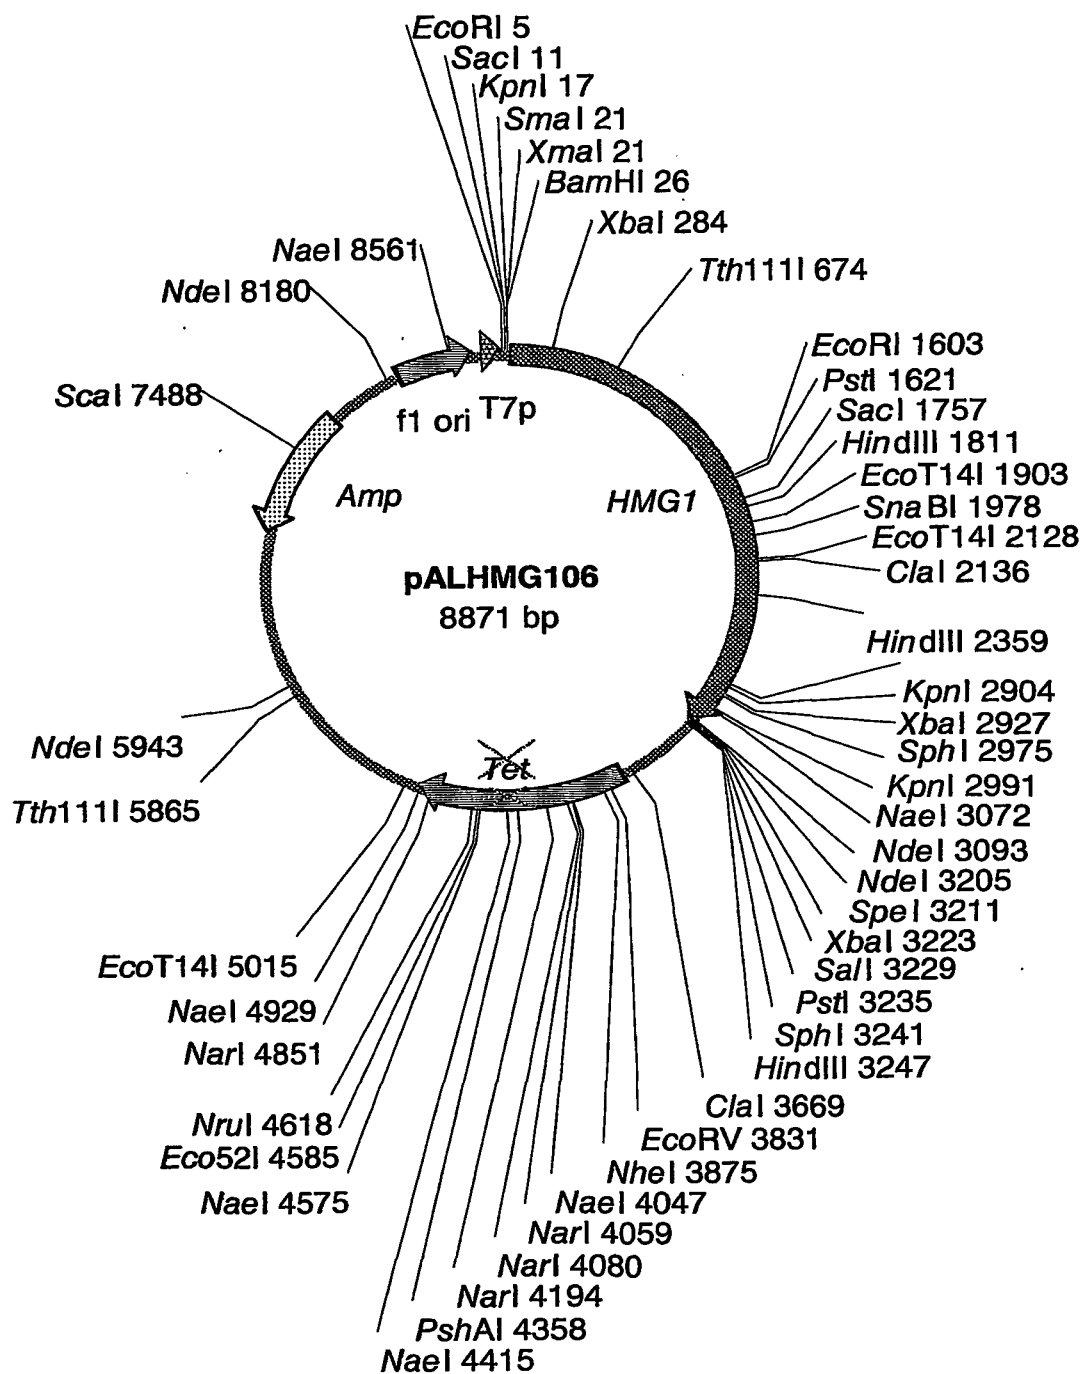 EcoRI 5
SacI 11
KpnI 17
SmaI 21
XmaI 21
BamHI 26
XbaI 284
NaeI 8561
Tth111I 674
NdeI 8180
EcoRI 1603
PstI 1621
ScaI 7488
SacI 1757
f1 ori T7p
HindIII 1811
EcoT14I 1903
Amp
HMG1
SnaBI 1978
EcoT14I 2128
ClaI 2136
pALHMG106
8871 bp
HindIII 2359
KpnI 2904
XbaI 2927
NdeI 5943
SphI 2975
Tet
KpnI 2991
Tth111I 5865
NaeI 3072
NdeI 3093
NdeI 3205
SpeI 3211
XbaI 3223
EcoT14I 5015
SalI 3229
NaeI 4929
PstI 3235
NarI 4851
SphI 3241
HindIII 3247
ClaI 3669
NruI 4618
EcoRV 3831
Eco52I 4585
NheI 3875
NaeI 4575
NaeI 4047
NarI 4059
NarI 4080
NarI 4194
PshAI 4358
NaeI 4415